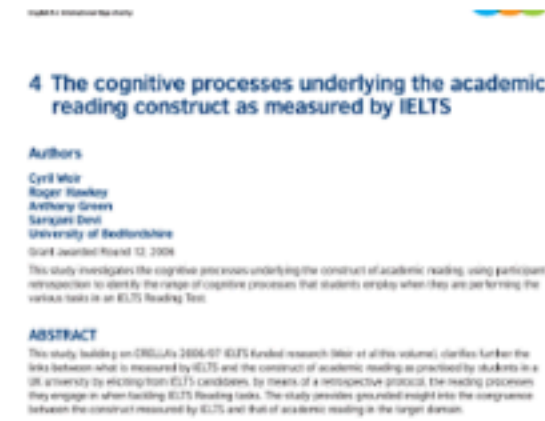 4 The cognitive processes underlying the academic
reading construct as measured by IELTS
Authors
Cyril Weir
Roger Hawkey
Anthony Green
Sarojani Devi
University of Bedfordshire
Grant awarded Round 12, 2006
This study investigates the cognitive processes underlying the construct of academic reading, using participant
retrospection to identify the range of cognitive processes that students employ when they are performing the
various tasks in an IELTS Reading Test.
ABSTRACT
This study, building on CRELLA's 2006/07 IELTS funded research (Weir et al this volume), clarifies further the
links between what is measured by IELTS and the construct of academic reading as practised by students in a
UK university by eliciting from IELTS candidates, by means of a retrospective protocol, the reading processes
they engage in when tackling IELTS Reading tasks. The study provides grounded insight into the congruence
between the construct measured by IELTS and that of academic reading in the target domain.